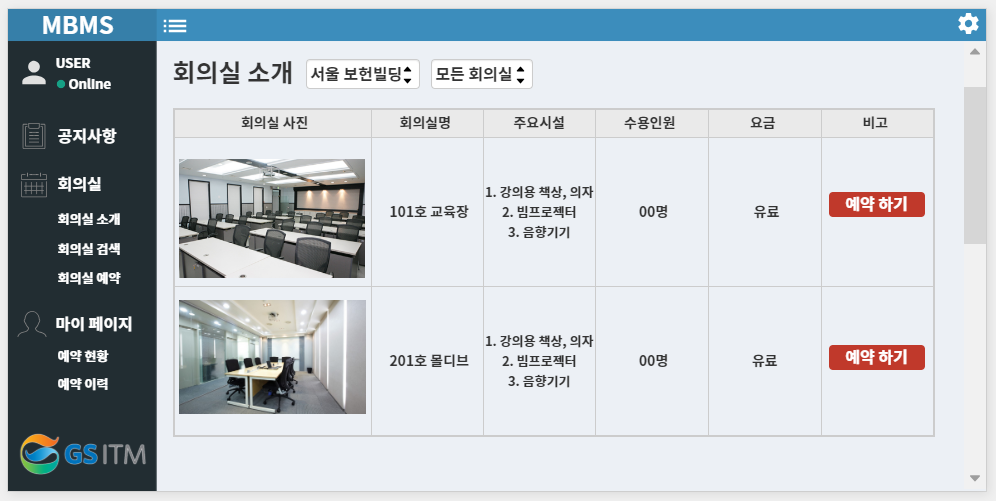 MBMS
USER
Online
공지사항
회의실
회의실 소개
회의실 검색
회의실 예약
마이 페이지
예약 현황
예약 이력
GS ITM
회의실 소개 서울 보헌빌딩 모든 회의실
회의실 사진 회의실명 주요시설 수용인원 요금 비고
101호 교육장
1. 강의용 책상, 의자
2. 빔프로젝터
3. 음향기기
00명
유료
예약 하기
201호 몰디브
1. 강의용 책상, 의자
2. 빔프로젝터
3. 음향기기
00명
유료
예약 하기